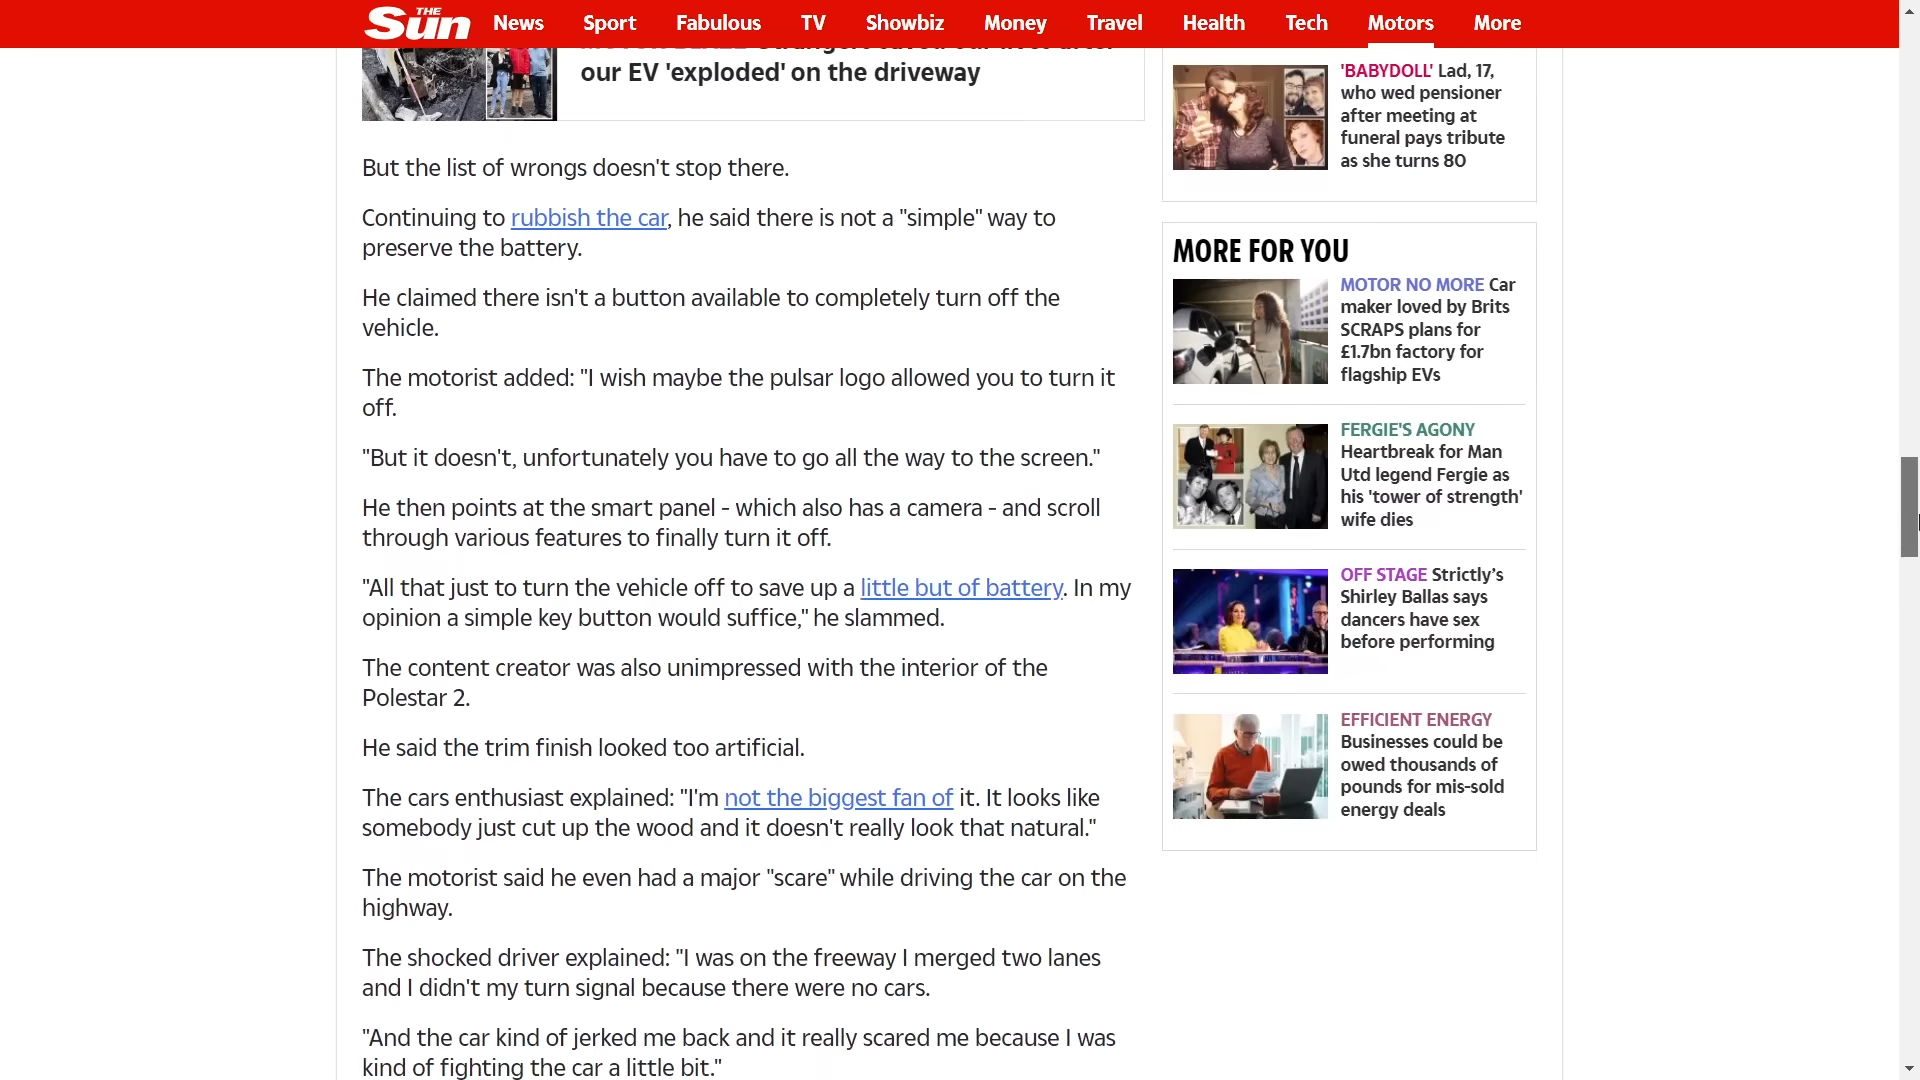 THE
Sun
News
Sport
Fabulous
TV
Showbiz
Money
Travel
Health
Tech
Motors
More
our EV 'exploded' on the driveway
But the list of wrongs doesn't stop there.
Continuing to rubbish the car, he said there is not a "simple" way to
preserve the battery.
He claimed there isn't a button available to completely turn off the
vehicle.
The motorist added: "I wish maybe the pulsar logo allowed you to turn it
off.
"But it doesn't, unfortunately you have to go all the way to the screen."
He then points at the smart panel - which also has a camera - and scroll
through various features to finally turn it off.
"All that just to turn the vehicle off to save up a little but of battery. In my
opinion a simple key button would suffice," he slammed.
The content creator was also unimpressed with the interior of the
Polestar 2.
He said the trim finish looked too artificial.
The cars enthusiast explained: "I'm not the biggest fan of it. It looks like
somebody just cut up the wood and it doesn't really look that natural."
The motorist said he even had a major "scare" while driving the car on the
highway.
The shocked driver explained: "I was on the freeway I merged two lanes
and I didn't my turn signal because there were no cars.
"And the car kind of jerked me back and it really scared me because I was
kind of fighting the car a little bit."
'BABYDOLL' Lad, 17,
who wed pensioner
after meeting at
funeral pays tribute
as she turns 80
MORE FOR YOU
MOTOR NO MORE Car
maker loved by Brits
SCRAPS plans for
£1.7bn factory for
flagship EVs
FERGIE'S AGONY
Heartbreak for Man
Utd legend Fergie as
his 'tower of strength'
wife dies
OFF STAGE Strictly’s
Shirley Ballas says
dancers have sex
before performing
EFFICIENT ENERGY
Businesses could be
owed thousands of
pounds for mis-sold
energy deals